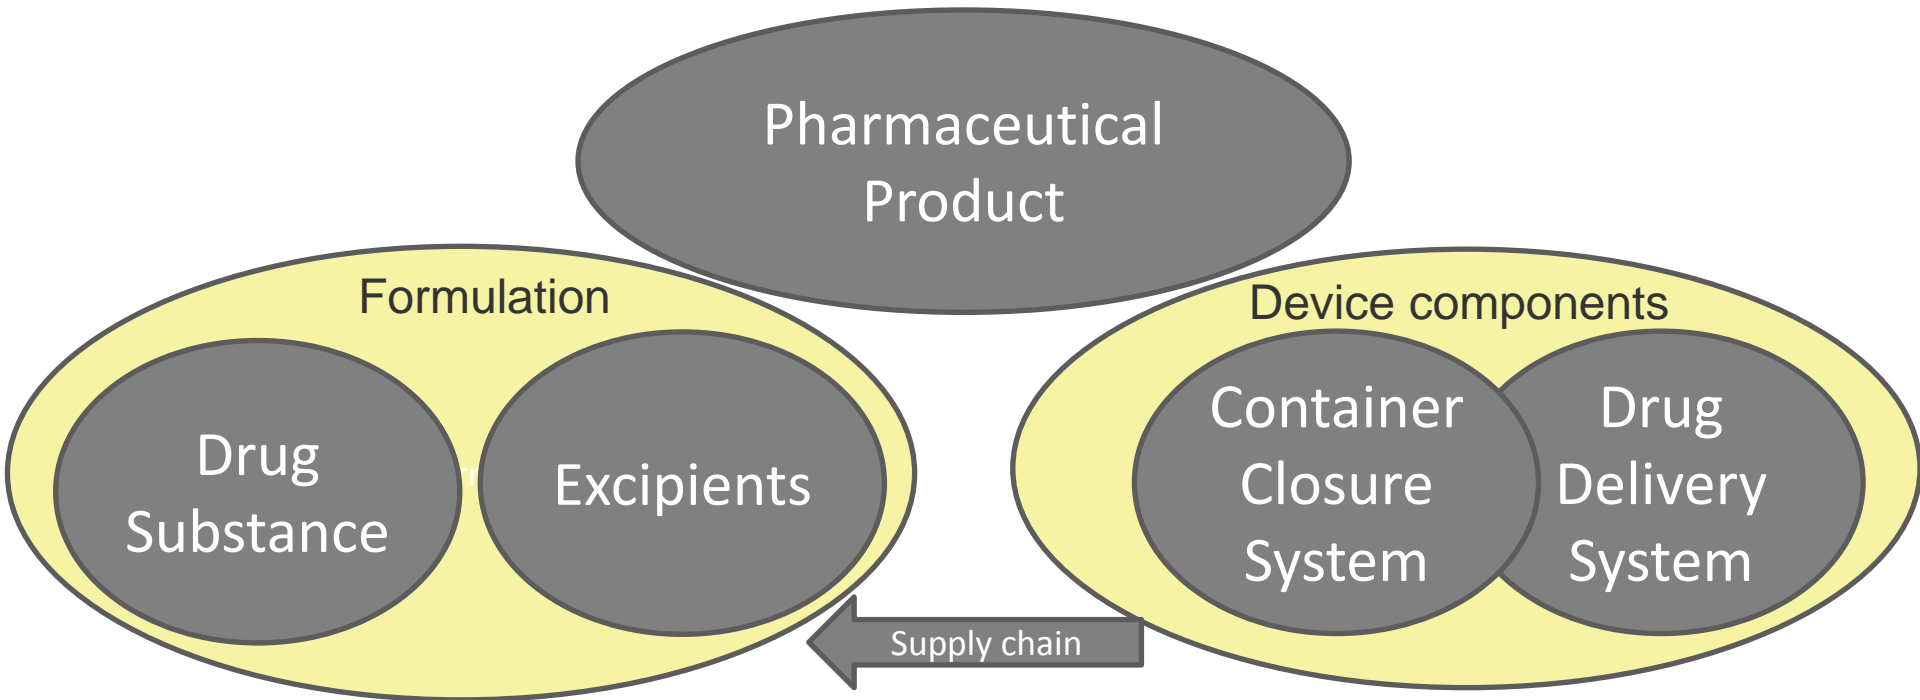 Pharmaceutical
Product
Formulation
Device components
Drug
Substance
Excipients
Container
Closure
System
Drug
Delivery
System
Supply chain